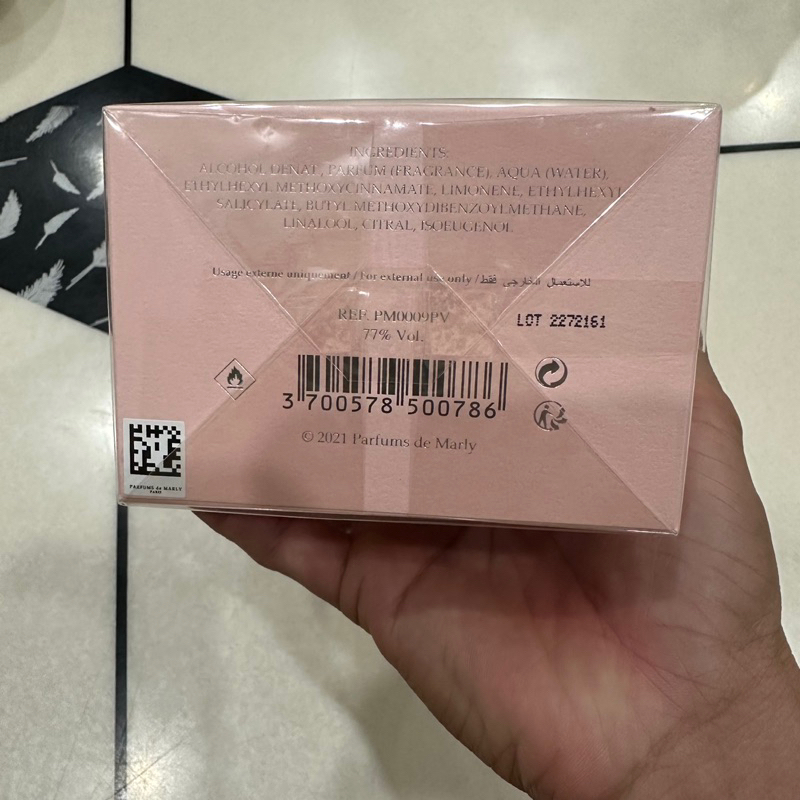 INGREDIENTS:
ALCOHOL DENAT., PARFUM (FRAGRANCE), AQUA (WATER),
ETHYLHEXYL METHOXYCINNAMATE, LIMONENE, ETHYLHEXYL
SALICYLATE, BUTYL METHOXYDIBENZOYLMETHANE,
LINALOOL, CITRAL, ISOEUGENOL.
Usage externe uniquement / For external use only / للاستعمال الخارجي فقط
REF. PM0009PV
LOT 2272161
77% Vol.
3 700578 500786
© 2021 Parfums de Marly
PARFUMS de MARLY
PARIS